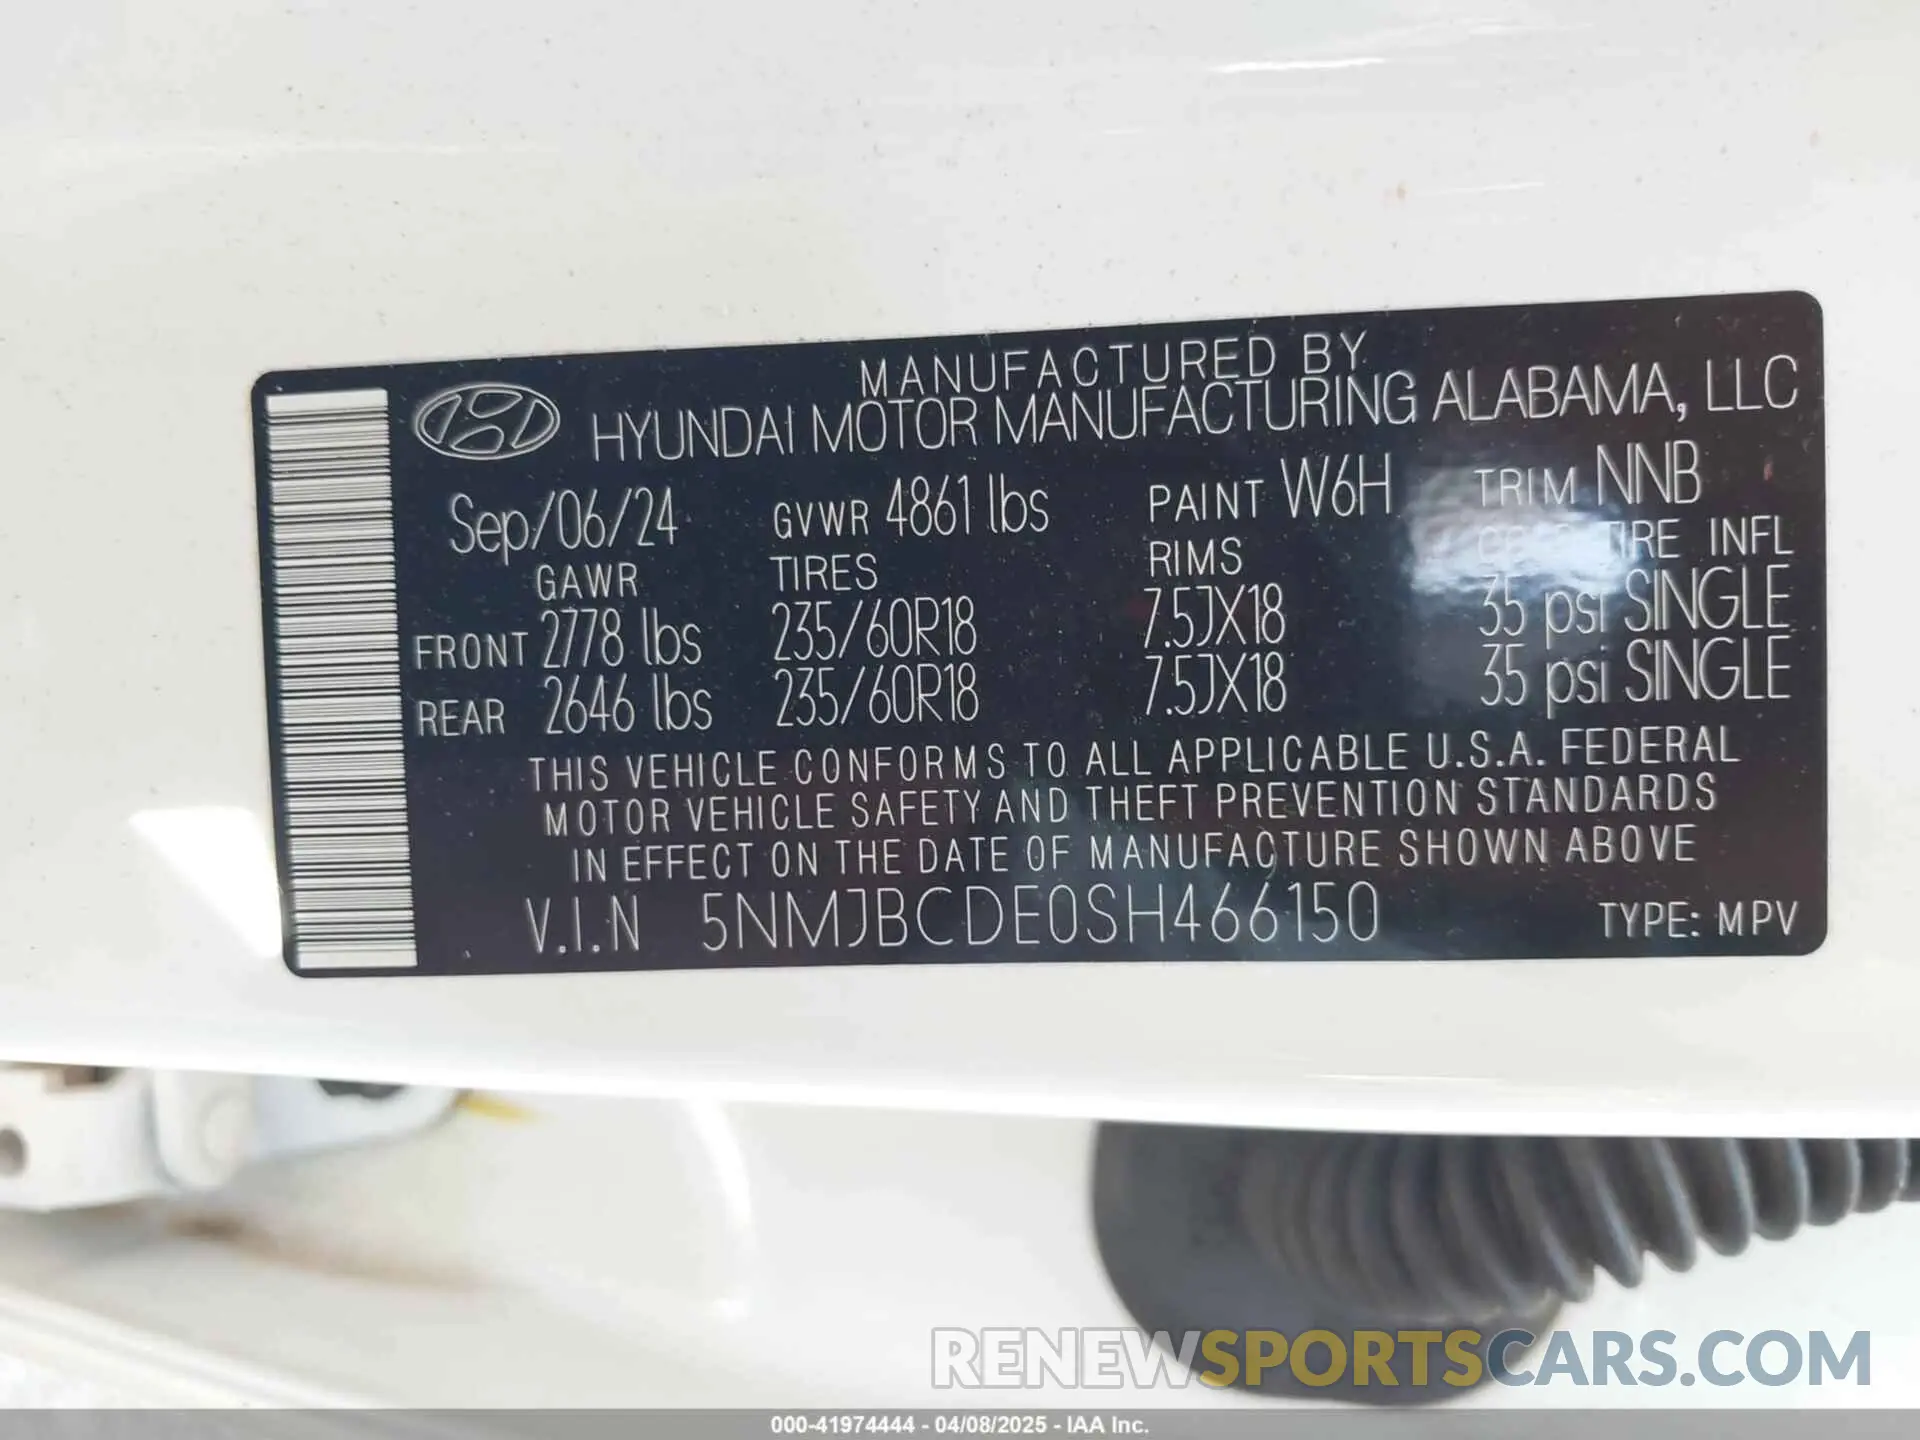 MANUFACTURED BY
HYUNDAI MOTOR MANUFACTURING ALABAMA, LLC
Sep/06/24 GVWR 4861 lbs PAINT W6H TRIM NNB
GAWR TIRES RIMS COLD TIRE INFL
FRONT 2778 lbs 235/60R18 7.5JX18 35 psi SINGLE
REAR 2646 lbs 235/60R18 7.5JX18 35 psi SINGLE
THIS VEHICLE CONFORMS TO ALL APPLICABLE U.S.A. FEDERAL
MOTOR VEHICLE SAFETY AND THEFT PREVENTION STANDARDS
IN EFFECT ON THE DATE OF MANUFACTURE SHOWN ABOVE
V.I.N 5NMJBCDE0SH466150 TYPE: MPV
RENEWSPORTSCARS.COM
000-41974444 - 04/08/2025 - IAA Inc.